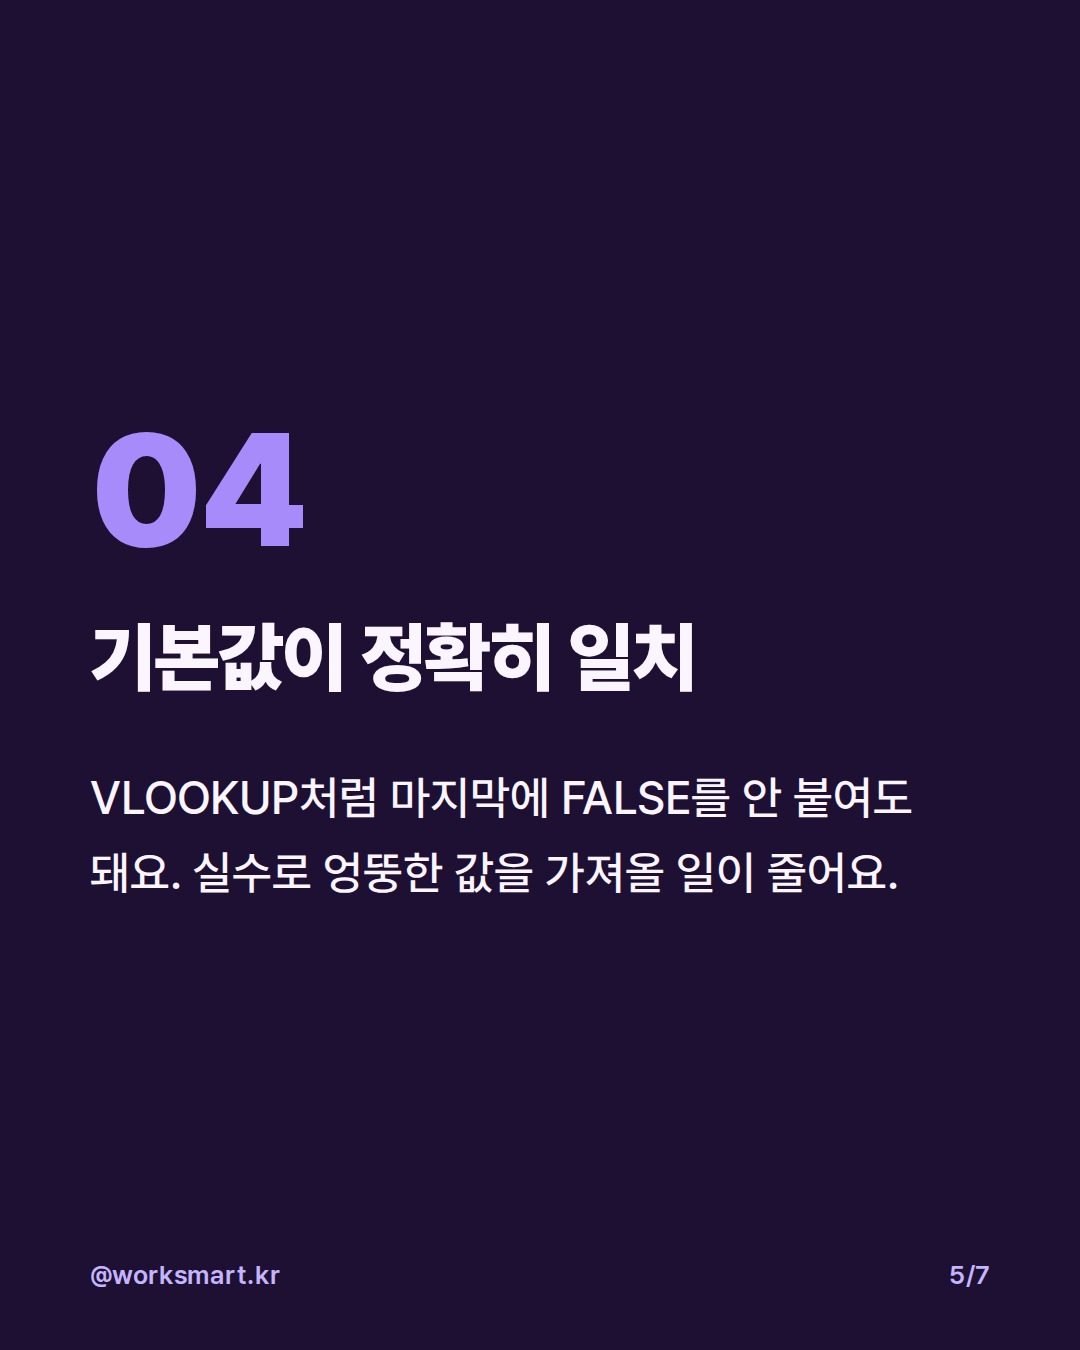 04
기본값이 정확히 일치
VLOOKUP처럼 마지막에 FALSE를 안 붙여도
돼요. 실수로 엉뚱한 값을 가져올 일이 줄어요.
@worksmart.kr
5/7